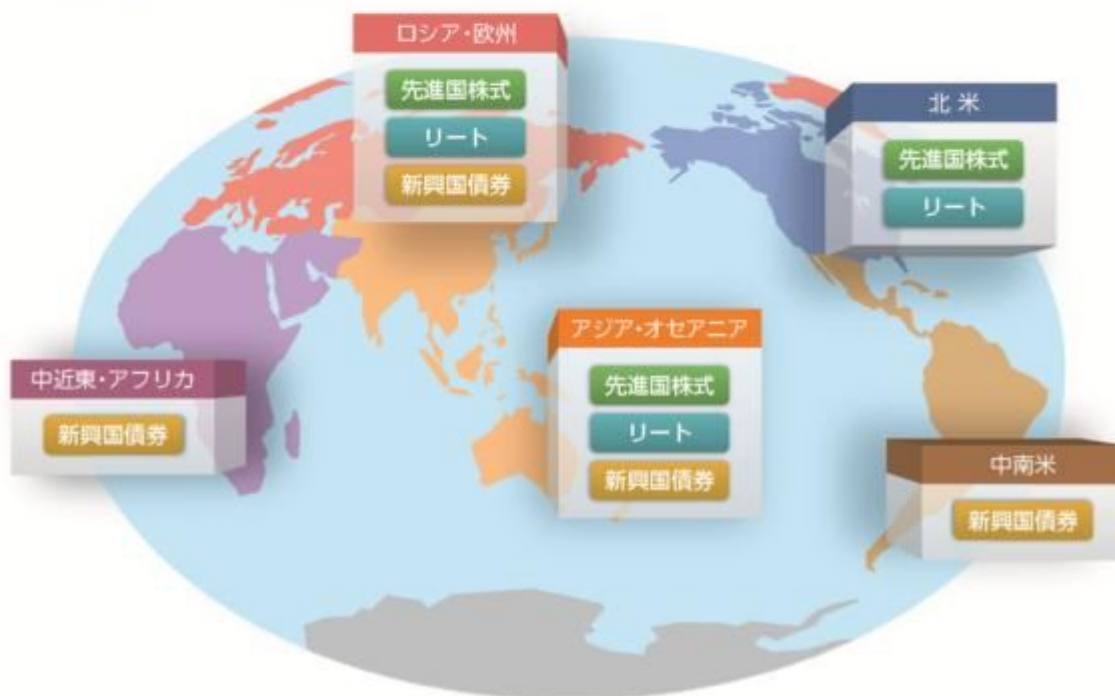 ロシア・欧州
先進国株式
リート
新興国債券
北米
先進国株式
リート
アジア・オセアニア
先進国株式
リート
新興国債券
中近東・アフリカ
新興国債券
中南米
新興国債券